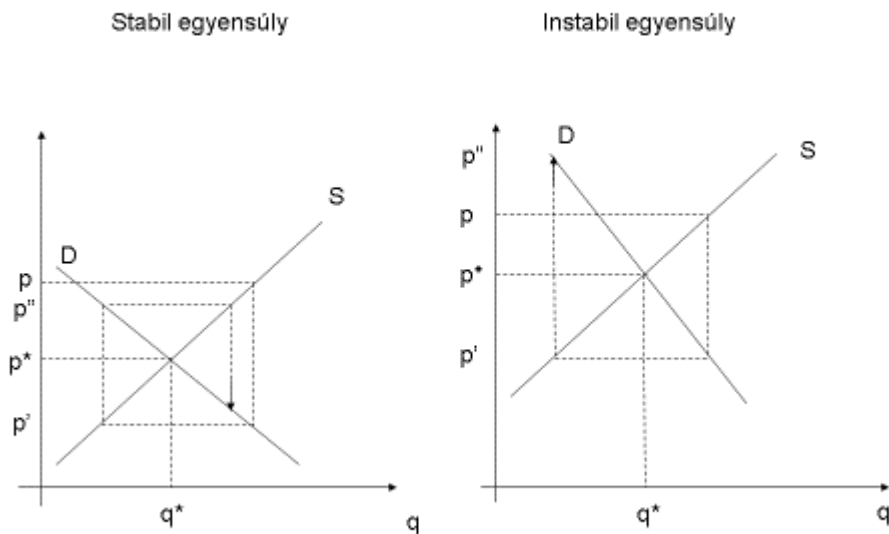 Stabil egyensúly
Instabil egyensúly
S
D
p
p"
p*
p'
q*
q
D
S
p"
p
p*
p'
q*
q